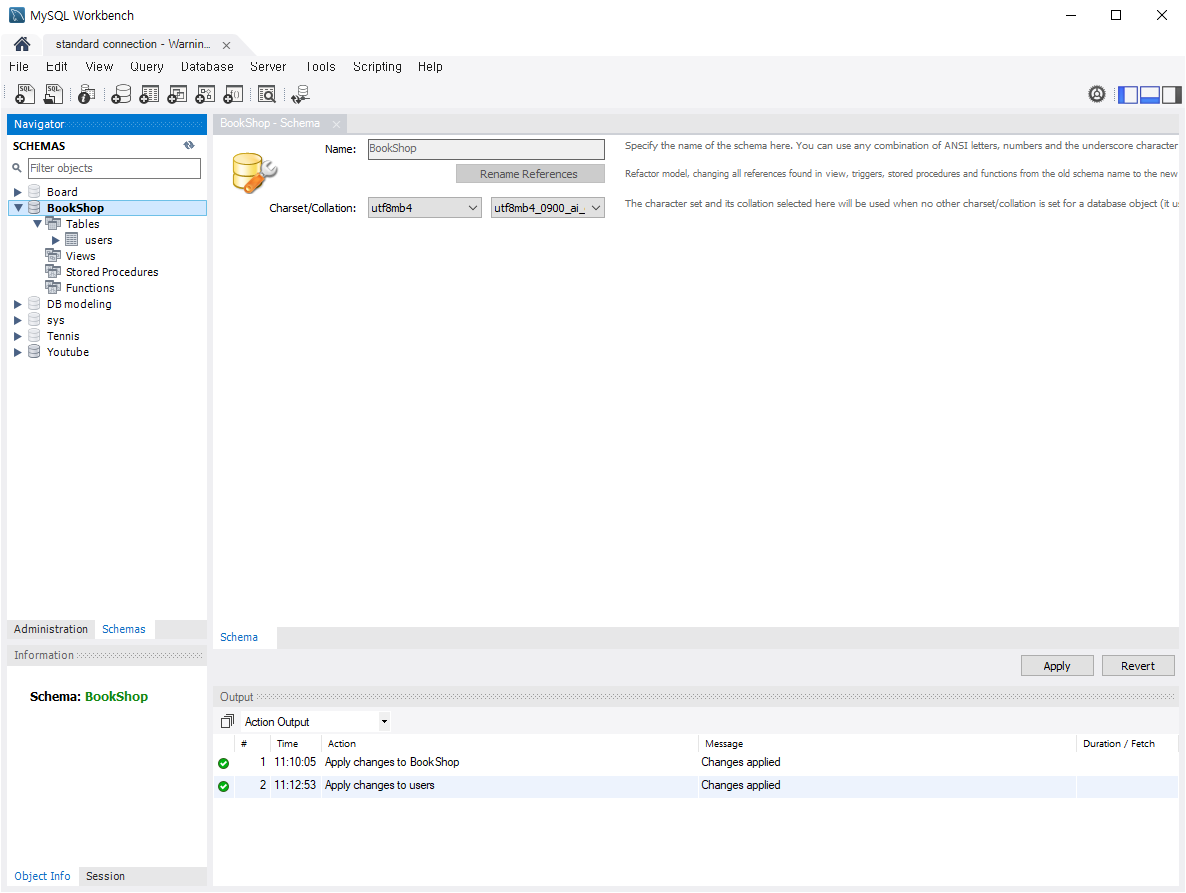 MySQL Workbench
standard connection - Warnin...
File Edit View Query Database Server Tools Scripting Help
Navigator
SCHEMAS
Filter objects
Board
BookShop
Tables
users
Views
Stored Procedures
Functions
DB modeling
sys
Tennis
Youtube
Administration Schemas
Information
Schema: BookShop
Object Info Session
BookShop - Schema
Name: BookShop
Specify the name of the schema here. You can use any combination of ANSI letters, numbers and the underscore character
Rename References
Refactor model, changing all references found in view, triggers, stored procedures and functions from the old schema name to the new
Charset/Collation: utf8mb4 utf8mb4_0900_ai_
The character set and its collation selected here will be used when no other charset/collation is set for a database object (it us
Schema
Apply Revert
Output
Action Output
# Time Action Message Duration / Fetch
1 11:10:05 Apply changes to BookShop Changes applied
2 11:12:53 Apply changes to users Changes applied